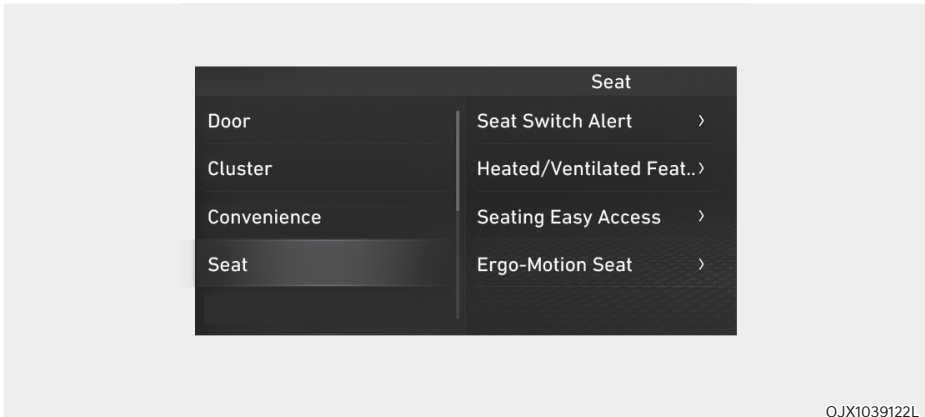 Seat
Door
Cluster
Convenience
Seat
Seat Switch Alert
Heated/Ventilated Feat..
Seating Easy Access
Ergo-Motion Seat
OJX1039122L